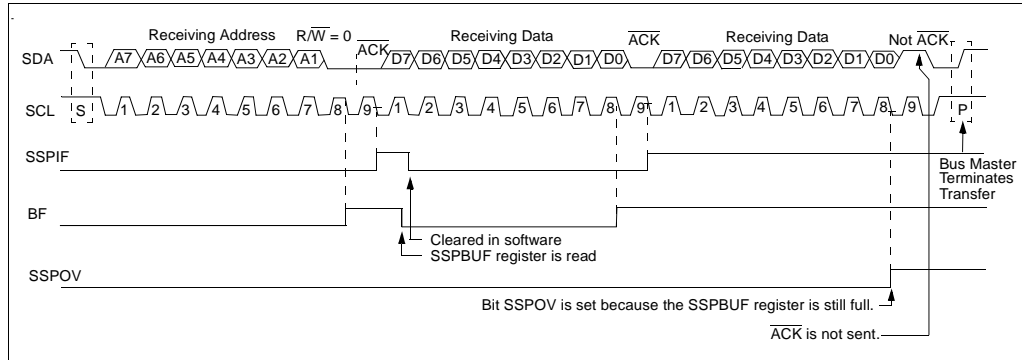 Receiving Address R/W̅ = 0 A̅C̅K̅ Receiving Data A̅C̅K̅ Receiving Data Not A̅C̅K̅
SDA A7 A6 A5 A4 A3 A2 A1 D7 D6 D5 D4 D3 D2 D1 D0 D7 D6 D5 D4 D3 D2 D1 D0
SCL S 1 2 3 4 5 6 7 8 9 1 2 3 4 5 6 7 8 9 1 2 3 4 5 6 7 8 9 P
SSPIF
Bus Master
Terminates
Transfer
BF
Cleared in software
SSPBUF register is read
SSPOV
Bit SSPOV is set because the SSPBUF register is still full.
A̅C̅K̅ is not sent.